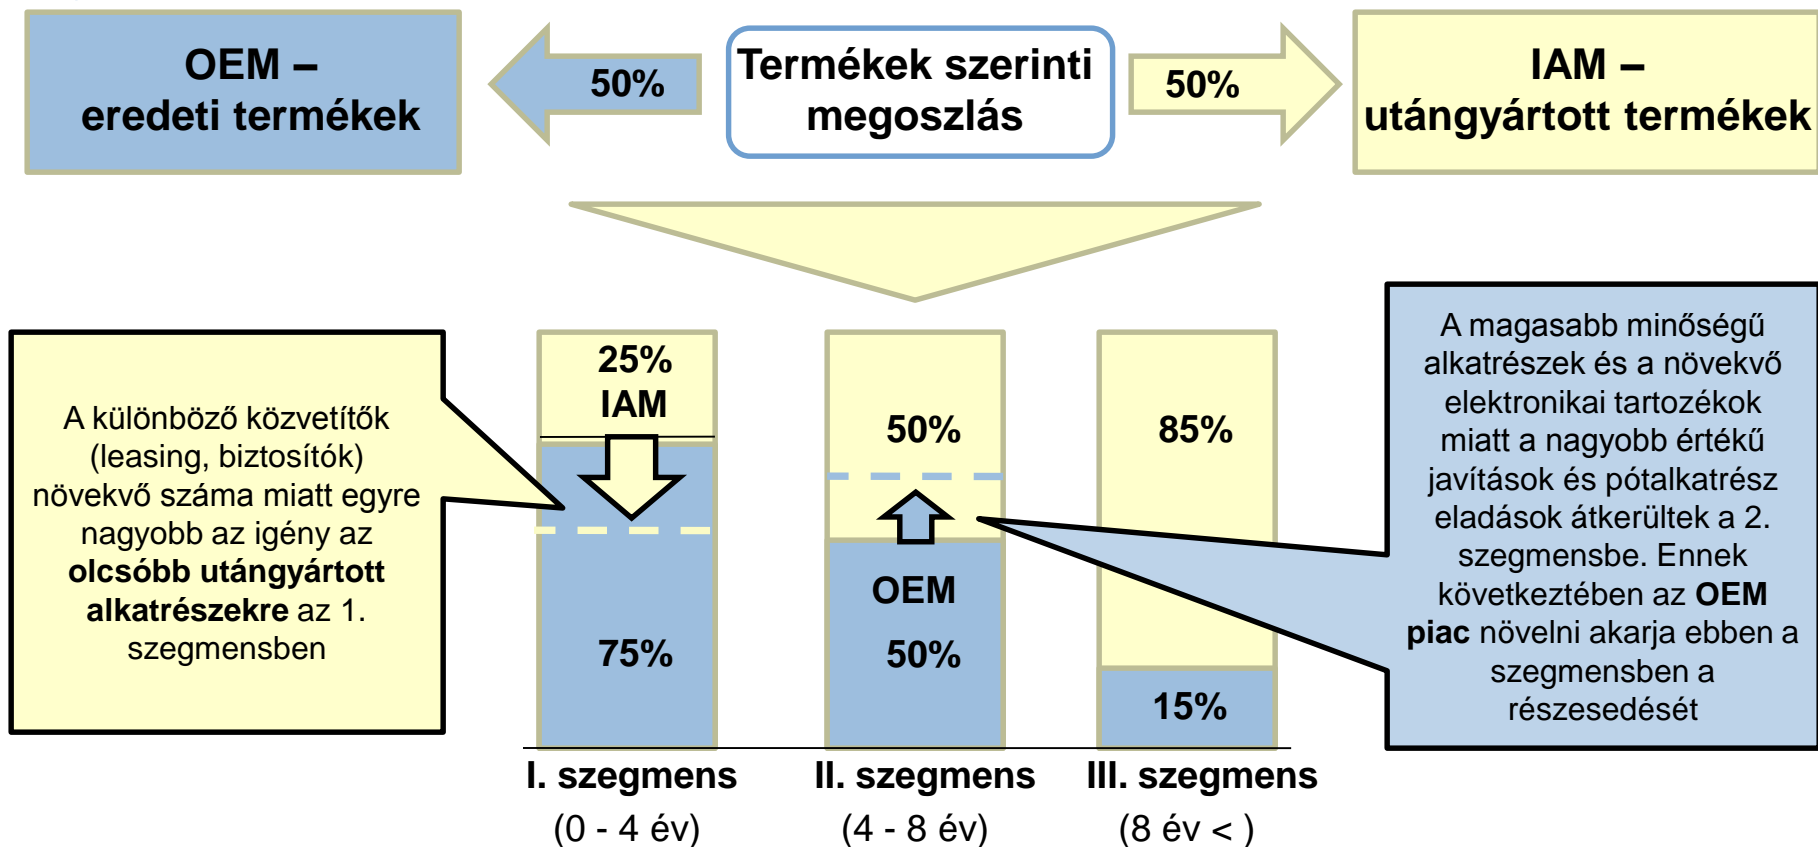 OEM –
eredeti termékek
50%
Termékek szerinti
megoszlás
50%
IAM –
utángyártott termékek
A különböző közvetítők
(leasing, biztosítók)
növekvő száma miatt egyre
nagyobb az igény az
olcsóbb utángyártott
alkatrészekre az 1.
szegmensben
25%
IAM
75%
50%
OEM
50%
85%
15%
A magasabb minőségű
alkatrészek és a növekvő
elektronikai tartozékok
miatt a nagyobb értékű
javítások és pótalkatrész
eladások átkerültek a 2.
szegmensbe. Ennek
következtében az OEM
piac növelni akarja ebben a
szegmensben a
részesedését
I. szegmens
(0 - 4 év)
II. szegmens
(4 - 8 év)
III. szegmens
(8 év < )